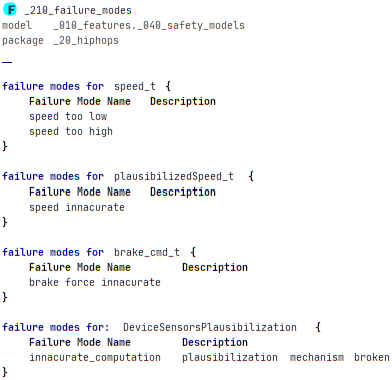 F _210_failure_modes
model _010_features._040_safety_models
package _20_hiphops
failure modes for speed_t {
Failure Mode Name Description
speed too low
speed too high
}
failure modes for plausibilizedSpeed_t {
Failure Mode Name Description
speed innacurate
}
failure modes for brake_cmd_t {
Failure Mode Name Description
brake force innacurate
}
failure modes for: DeviceSensorsPlausibilization {
Failure Mode Name Description
innacurate_computation plausibilization mechanism broken
}